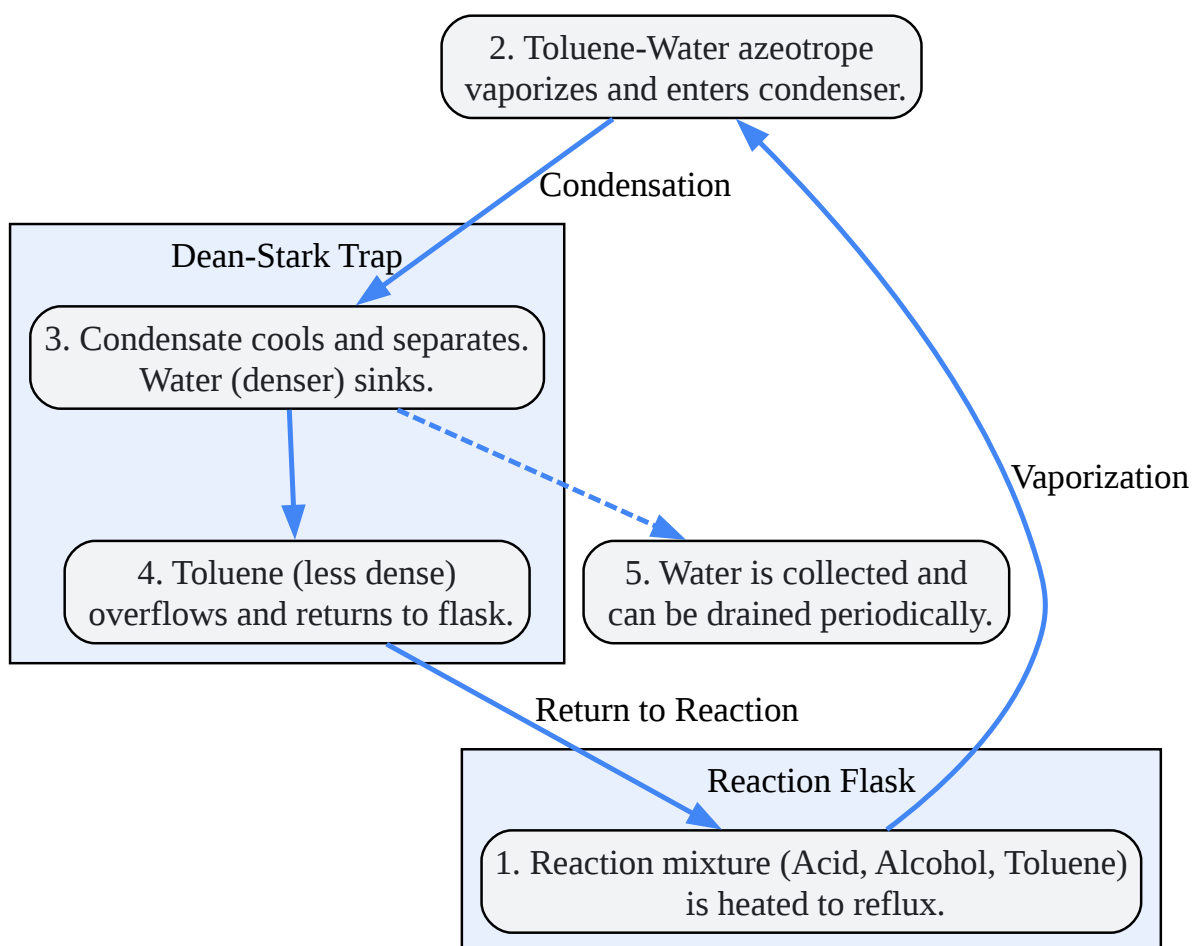 2. Toluene-Water azeotrope
vaporizes and enters condenser.
Condensation
Dean-Stark Trap
3. Condensate cools and separates.
Water (denser) sinks.
Vaporization
4. Toluene (less dense)
overflows and returns to flask.
5. Water is collected and
can be drained periodically.
Return to Reaction
Reaction Flask
1. Reaction mixture (Acid, Alcohol, Toluene)
is heated to reflux.